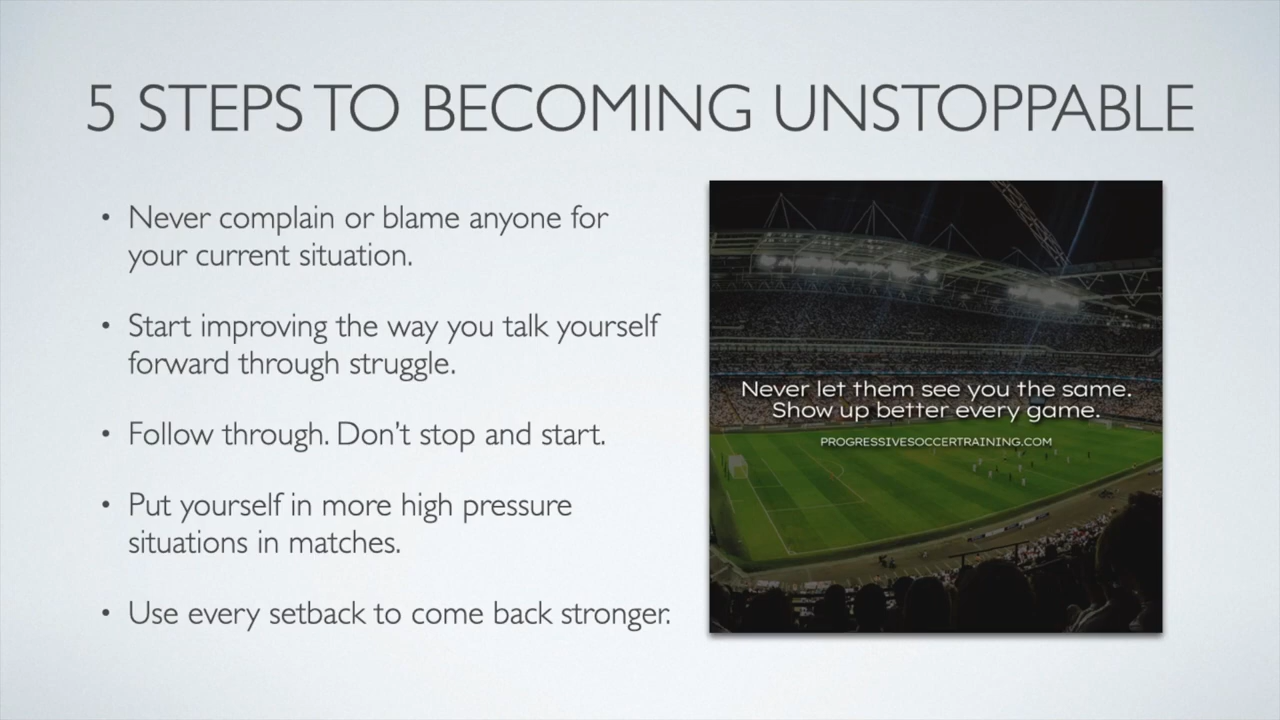 5 STEPS TO BECOMING UNSTOPPABLE
• Never complain or blame anyone for
your current situation.
• Start improving the way you talk yourself
forward through struggle.
• Follow through. Don’t stop and start.
• Put yourself in more high pressure
situations in matches.
• Use every setback to come back stronger.
Never let them see you the same.
Show up better every game.
PROGRESSIVESOCCERTRAINING.COM